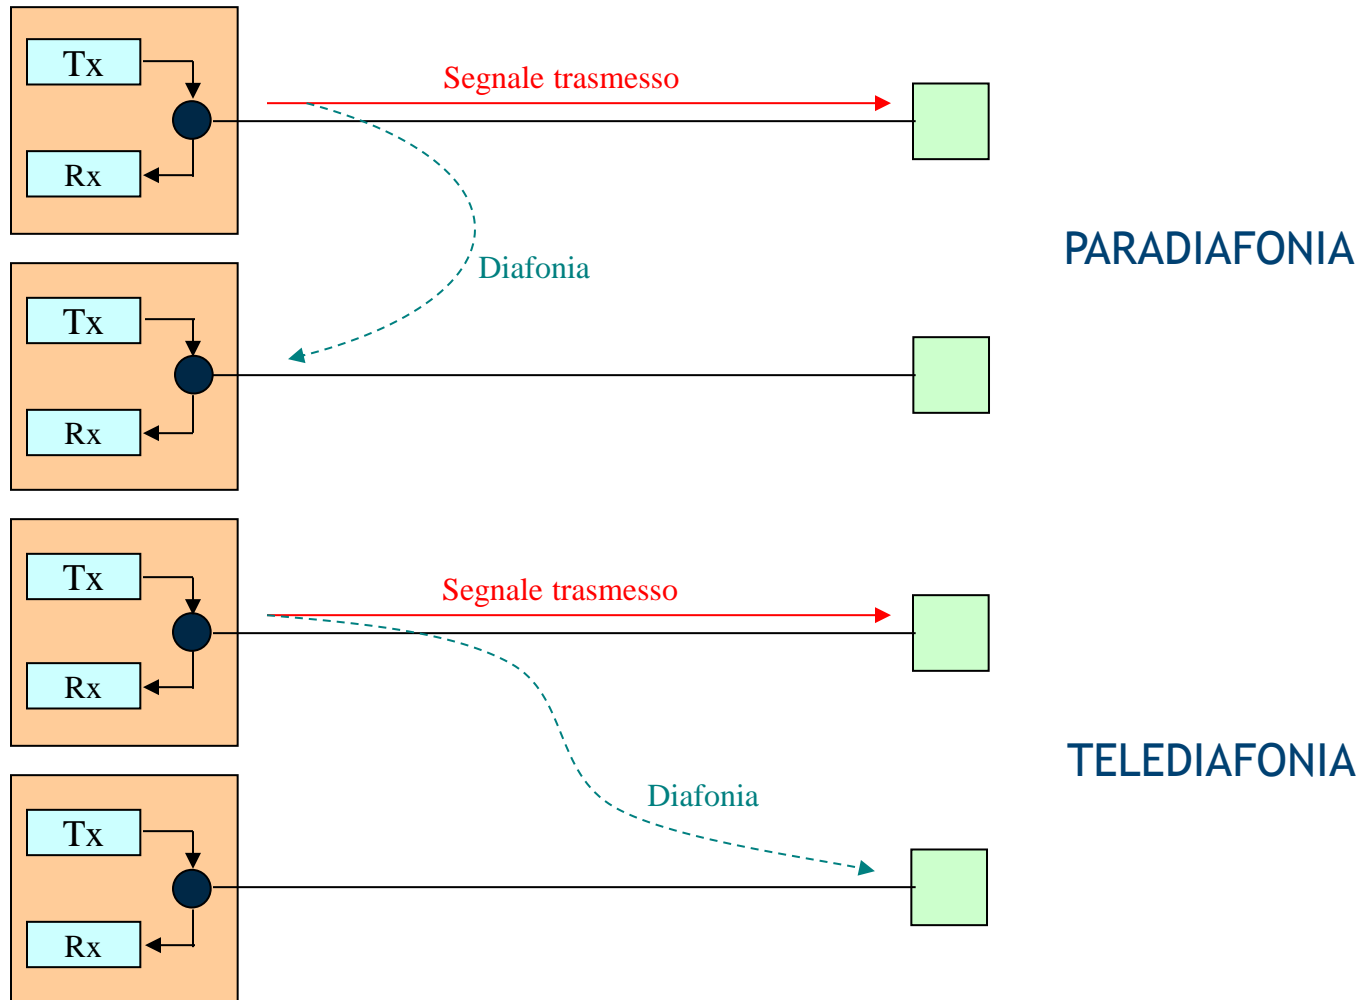 Tx
Segnale trasmesso
Rx
PARADIAFONIA
Diafonia
Tx
Rx
Tx
Segnale trasmesso
Rx
TELEDIAFONIA
Diafonia
Tx
Rx